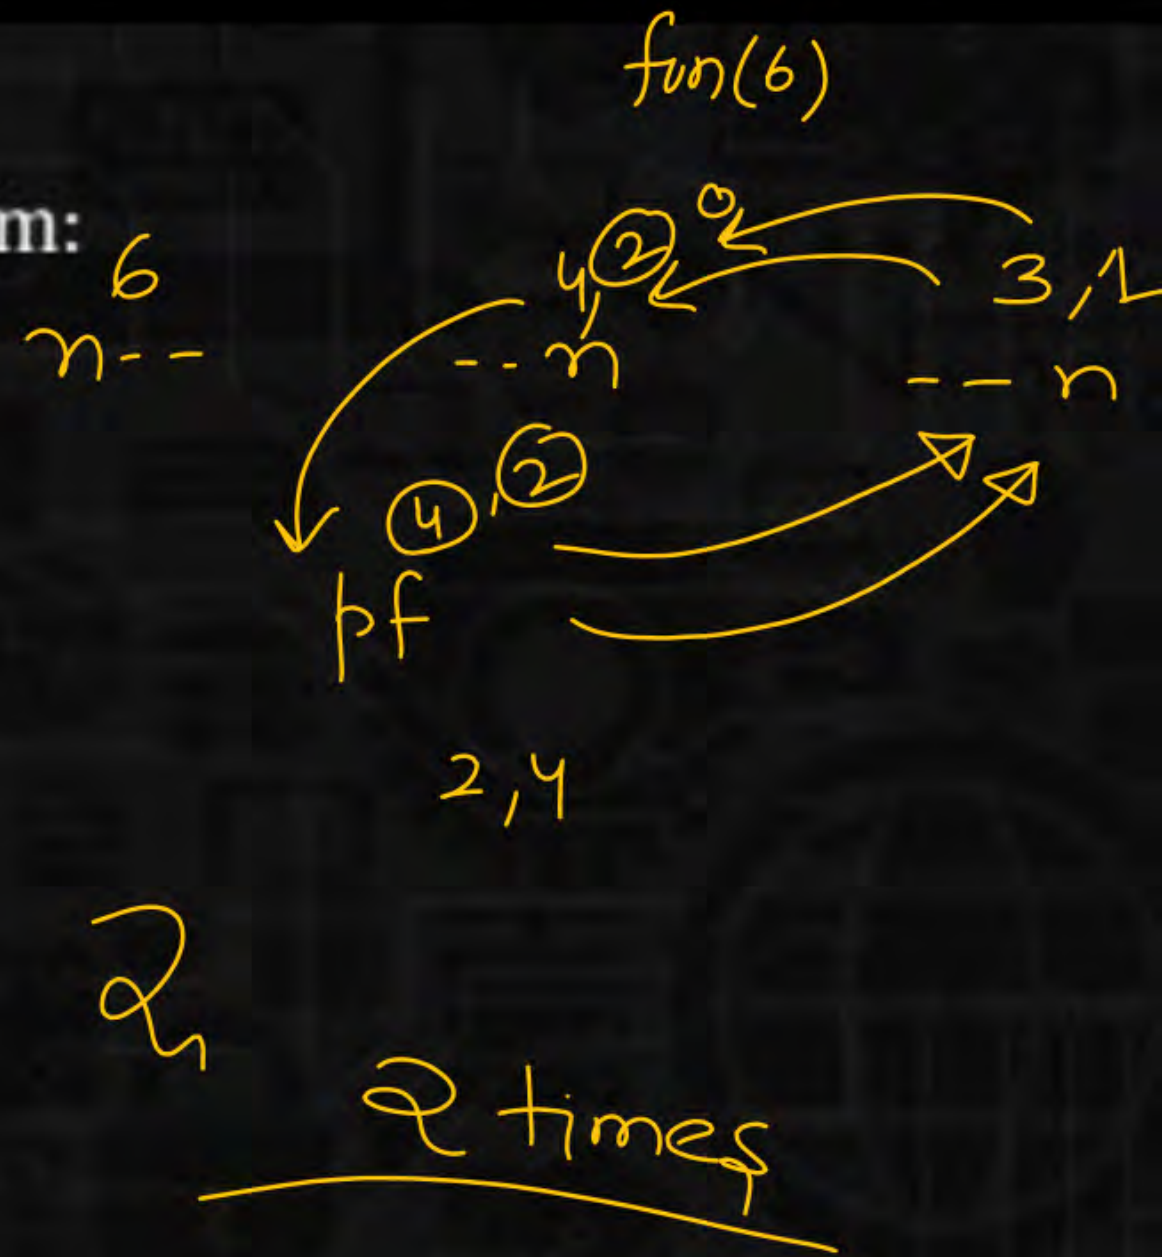 fun(6)
m:
6 4,2 0 3,1
n-- --n --n
4,2
pf
2,4
2
2 times